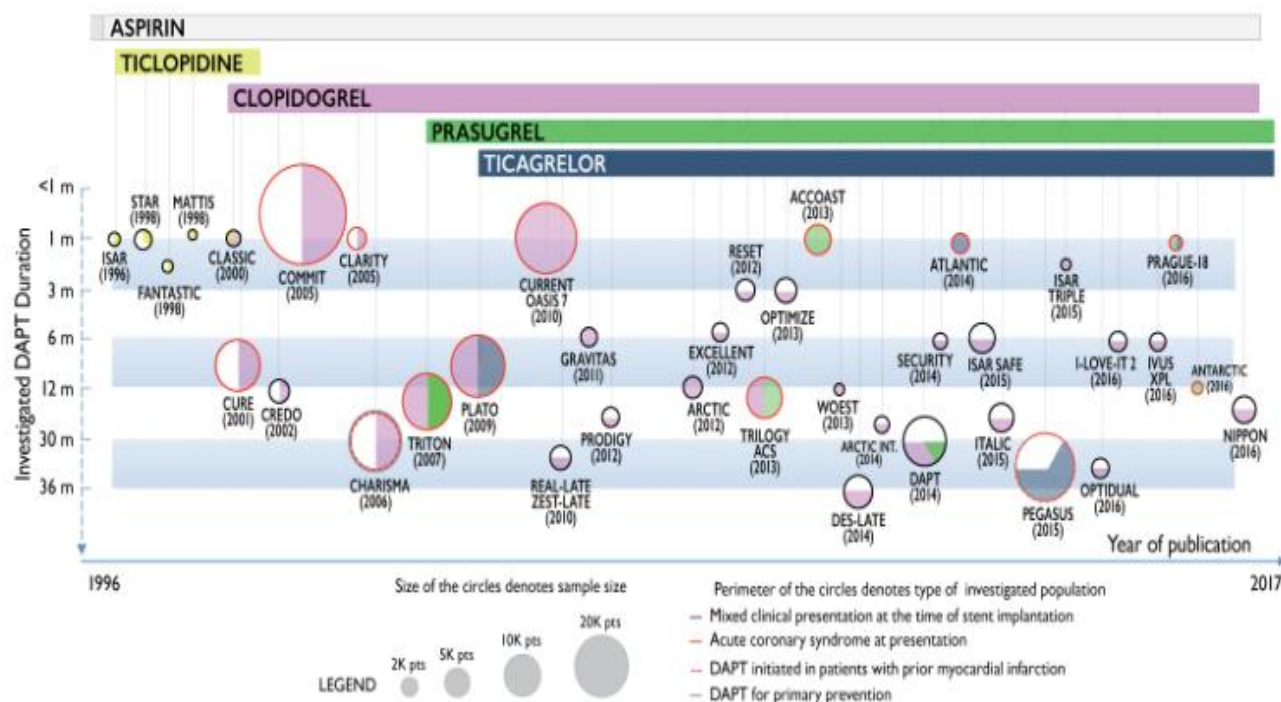 ASPIRIN
TICLOPIDINE
CLOPIDOGREL
PRASUGREL
TICAGRELOR
Investigated DAPT Duration
<1 m
1 m
3 m
6 m
12 m
30 m
36 m
ISAR
(1996)
STAR
(1998)
FANTASTIC
(1998)
MATTIS
(1998)
CLASSIC
(2000)
COMMIT
(2005)
CLARITY
(2005)
CURE
(2001)
CREDO
(2002)
CHARISMA
(2006)
TRITON
(2007)
PLATO
(2009)
CURRENT
OASIS 7
(2010)
GRAVITAS
(2011)
REAL-LATE
ZEST-LATE
(2010)
PRODIGY
(2012)
RESET
(2012)
EXCELLENT
(2012)
ARCTIC
(2012)
OPTIMIZE
(2013)
ACCOAST
(2013)
TRILOGY
ACS
(2013)
WOEST
(2013)
ARCTIC INT.
(2014)
DES-LATE
(2014)
ATLANTIC
(2014)
SECURITY
(2014)
DAPT
(2014)
ISAR SAFE
(2015)
ITALIC
(2015)
ISAR
TRIPLE
(2015)
PEGASUS
(2015)
I-LOVE-IT 2
(2016)
OPTIDUAL
(2016)
PRAGUE-18
(2016)
IVUS
XPL
(2016)
ANTARCTIC
(2016)
NIPPON
(2016)
Year of publication
1996
2017
Size of the circles denotes sample size
LEGEND
2K pts
5K pts
10K pts
20K pts
Perimeter of the circles denotes type of investigated population
Mixed clinical presentation at the time of stent implantation
Acute coronary syndrome at presentation
DAPT initiated in patients with prior myocardial infarction
DAPT for primary prevention